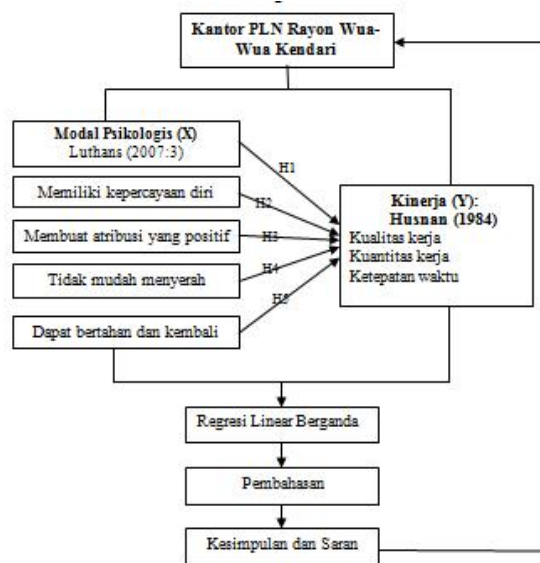 Kantor PLN Rayon Wua-
Wua Kendari
Modal Psikologis (X)
Luthans (2007:3)
H1
Memiliki kepercayaan diri
H2
Membuat atribusi yang positif
H3
Tidak mudah menyerah
H4
Dapat bertahan dan kembali
H5
Kinerja (Y):
Husnan (1984)
Kualitas kerja
Kuantitas kerja
Ketepatan waktu
Regresi Linear Berganda
Pembahasan
Kesimpulan dan Saran